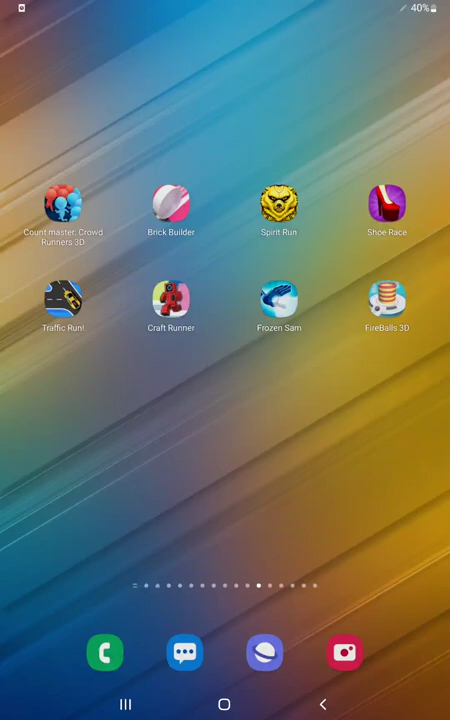 40%
Count master: Crowd
Runners 3D
Brick Builder
Spirit Run
Shoe Race
Traffic Run!
Craft Runner
Frozen Sam
FireBalls 3D